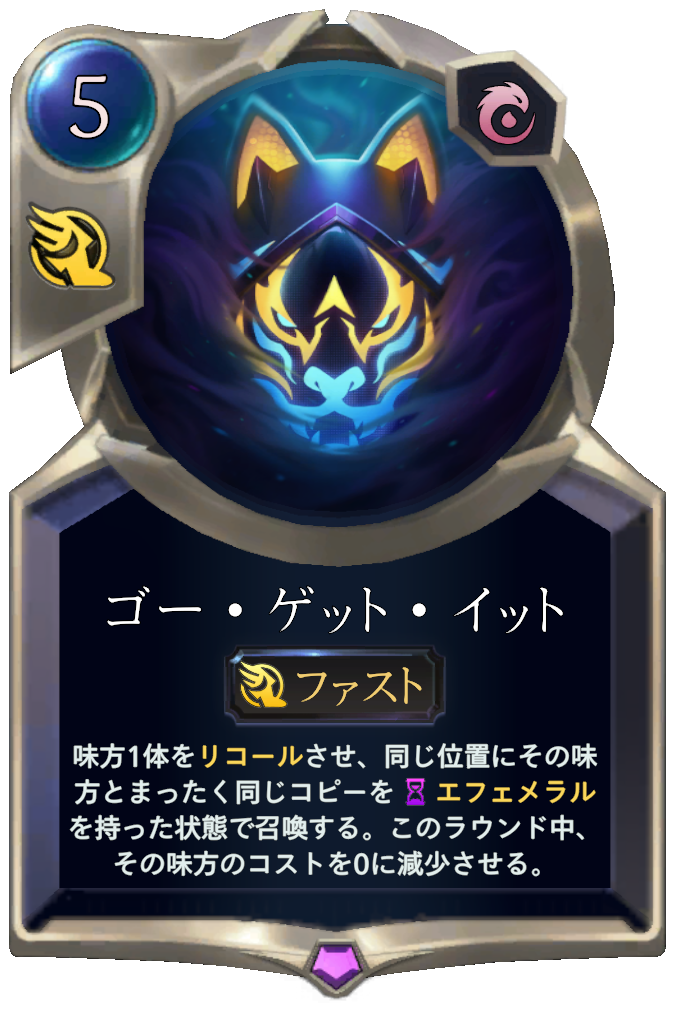 5
ゴー・ゲット・イット
ファスト
味方1体をリコールさせ、同じ位置にその味
方とまったく同じコピーを エフェメラル
を持った状態で召喚する。このラウンド中、
その味方のコストを0に減少させる。